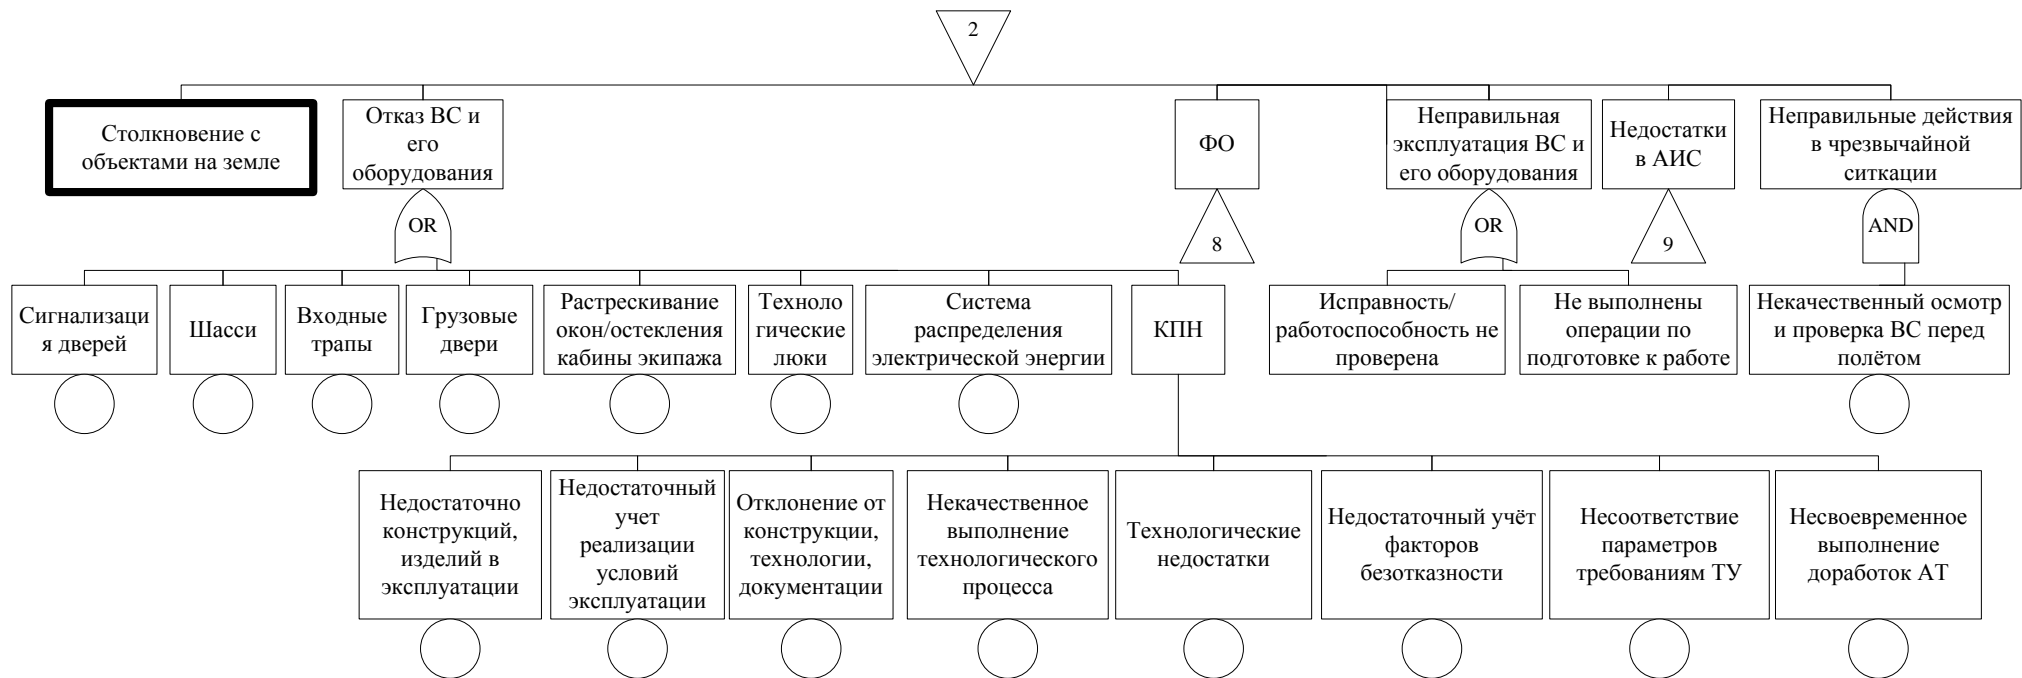 2
Столкновение с
объектами на земле
Отказ ВС и
его
оборудования
ФО
Неправильная
эксплуатация ВС и
его оборудования
Недостатки
в АИС
Неправильные действия
в чрезвычайной
ситкации
OR
8
OR
9
AND
Сигнализаци
я дверей
Шасси
Входные
трапы
Грузовые
двери
Растрескивание
окон/остекления
кабины экипажа
Техноло
гические
люки
Система
распределения
электрической энергии
КПН
Исправность/
работоспособность не
проверена
Не выполнены
операции по
подготовке к работе
Некачественный осмотр
и проверка ВС перед
полётом
Недостаточно
конструкций,
изделий в
эксплуатации
Недостаточный
учет
реализации
условий
эксплуатации
Отклонение от
конструкции,
технологии,
документации
Некачественное
выполнение
технологического
процесса
Технологические
недостатки
Недостаточный учёт
факторов
безотказности
Несоответствие
параметров
требованиям ТУ
Несвоевременное
выполнение
доработок АТ